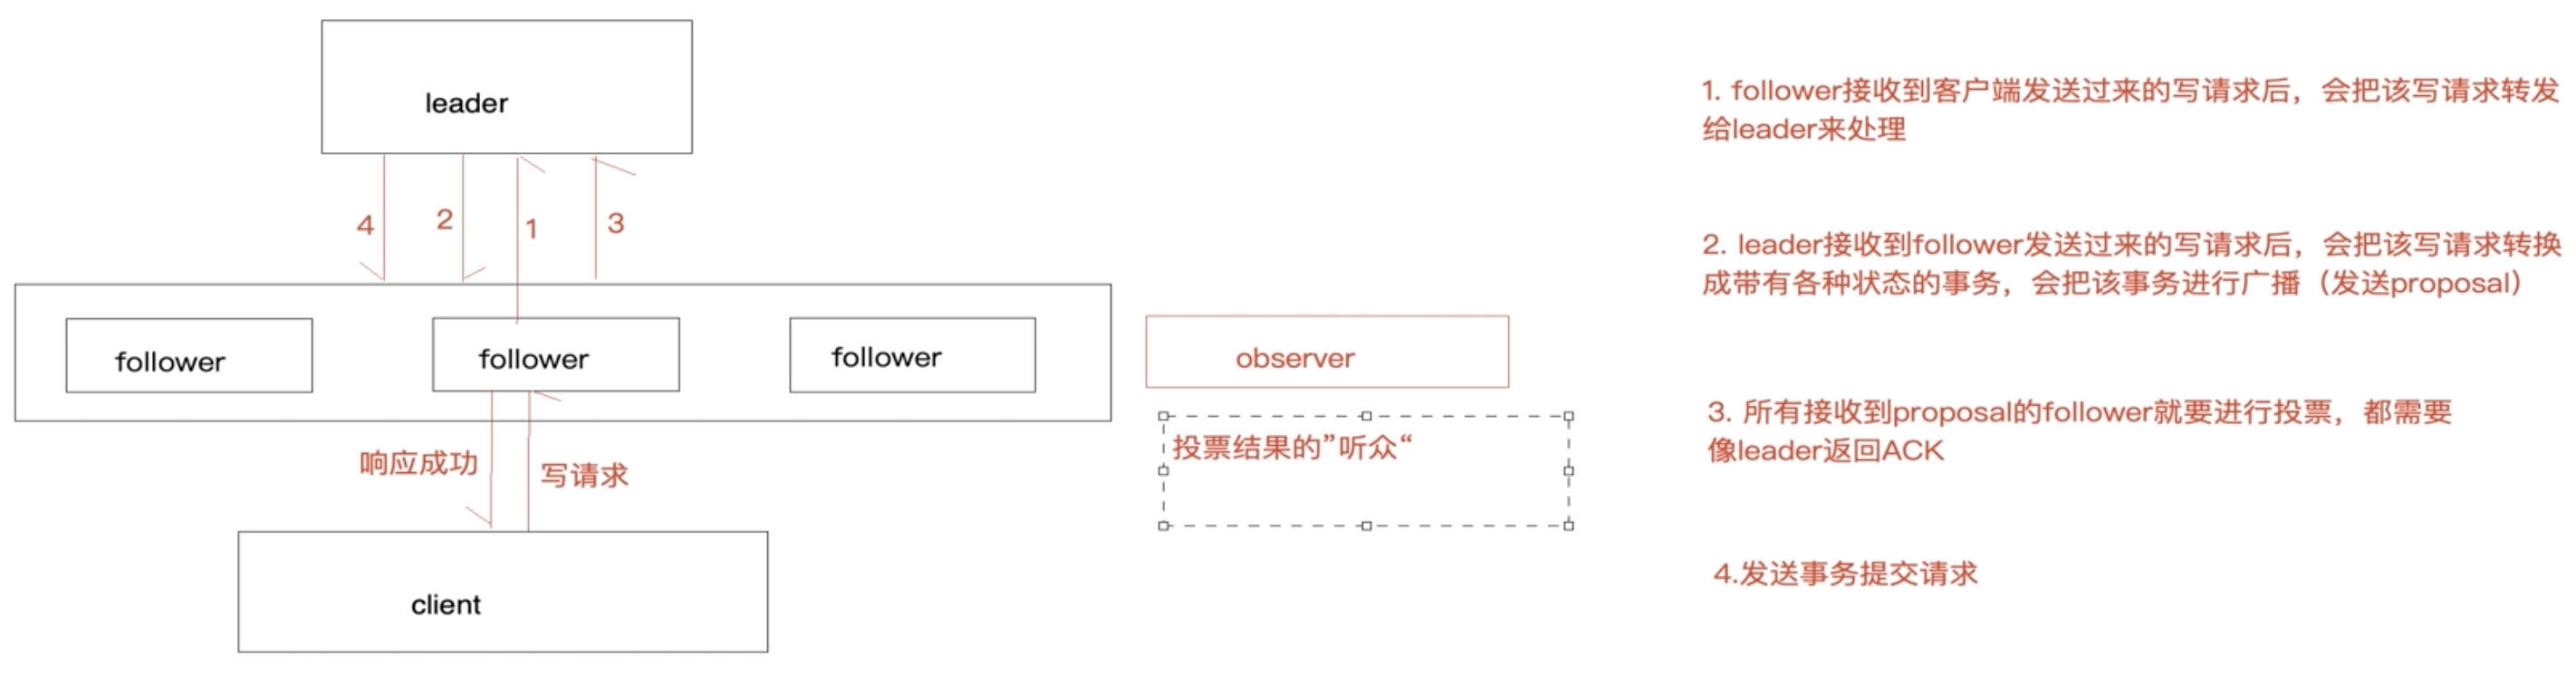 leader
4
2
1
3
follower
follower
follower
observer
投票结果的”听众“
响应成功
写请求
client
1. follower接收到客户端发送过来的写请求后，会把该写请求转发
给leader来处理
2. leader接收到follower发送过来的写请求后，会把该写请求转换
成带有各种状态的事务，会把该事务进行广播（发送proposal）
3. 所有接收到proposal的follower就要进行投票，都需要
像leader返回ACK
4.发送事务提交请求